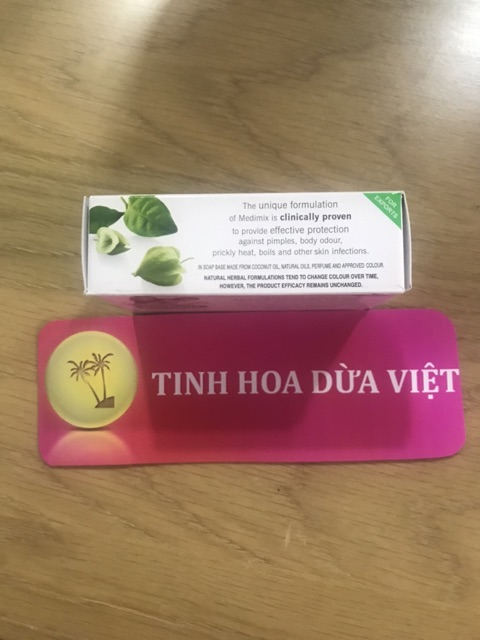 The unique formulation
of Medimix is clinically proven
to provide effective protection
against pimples, body odour,
prickly heat, boils and other skin infections.
IN SOAP BASE MADE FROM COCONUT OIL, NATURAL OILS, PERFUME AND APPROVED COLOUR.
NATURAL HERBAL FORMULATIONS TEND TO CHANGE COLOUR OVER TIME,
HOWEVER, THE PRODUCT EFFICACY REMAINS UNCHANGED.
FOR
EXPORTS
TINH HOA DỪA VIỆT